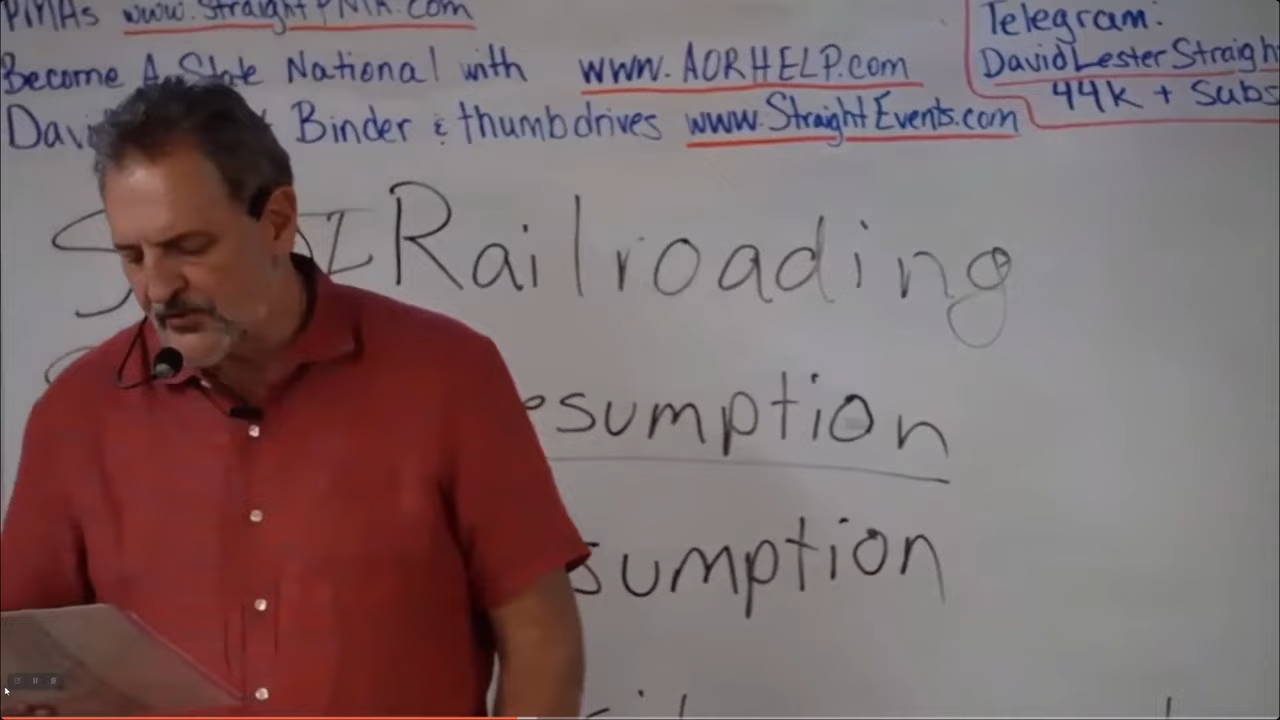 PMAs www.StraightPMA.com
Become A State National with www.AORHELP.com
Binder & thumbdrives www.StraightEvents.com
Telegram:
DavidLesterStraigh
44K + Subs
Railroading
esumption
sumption